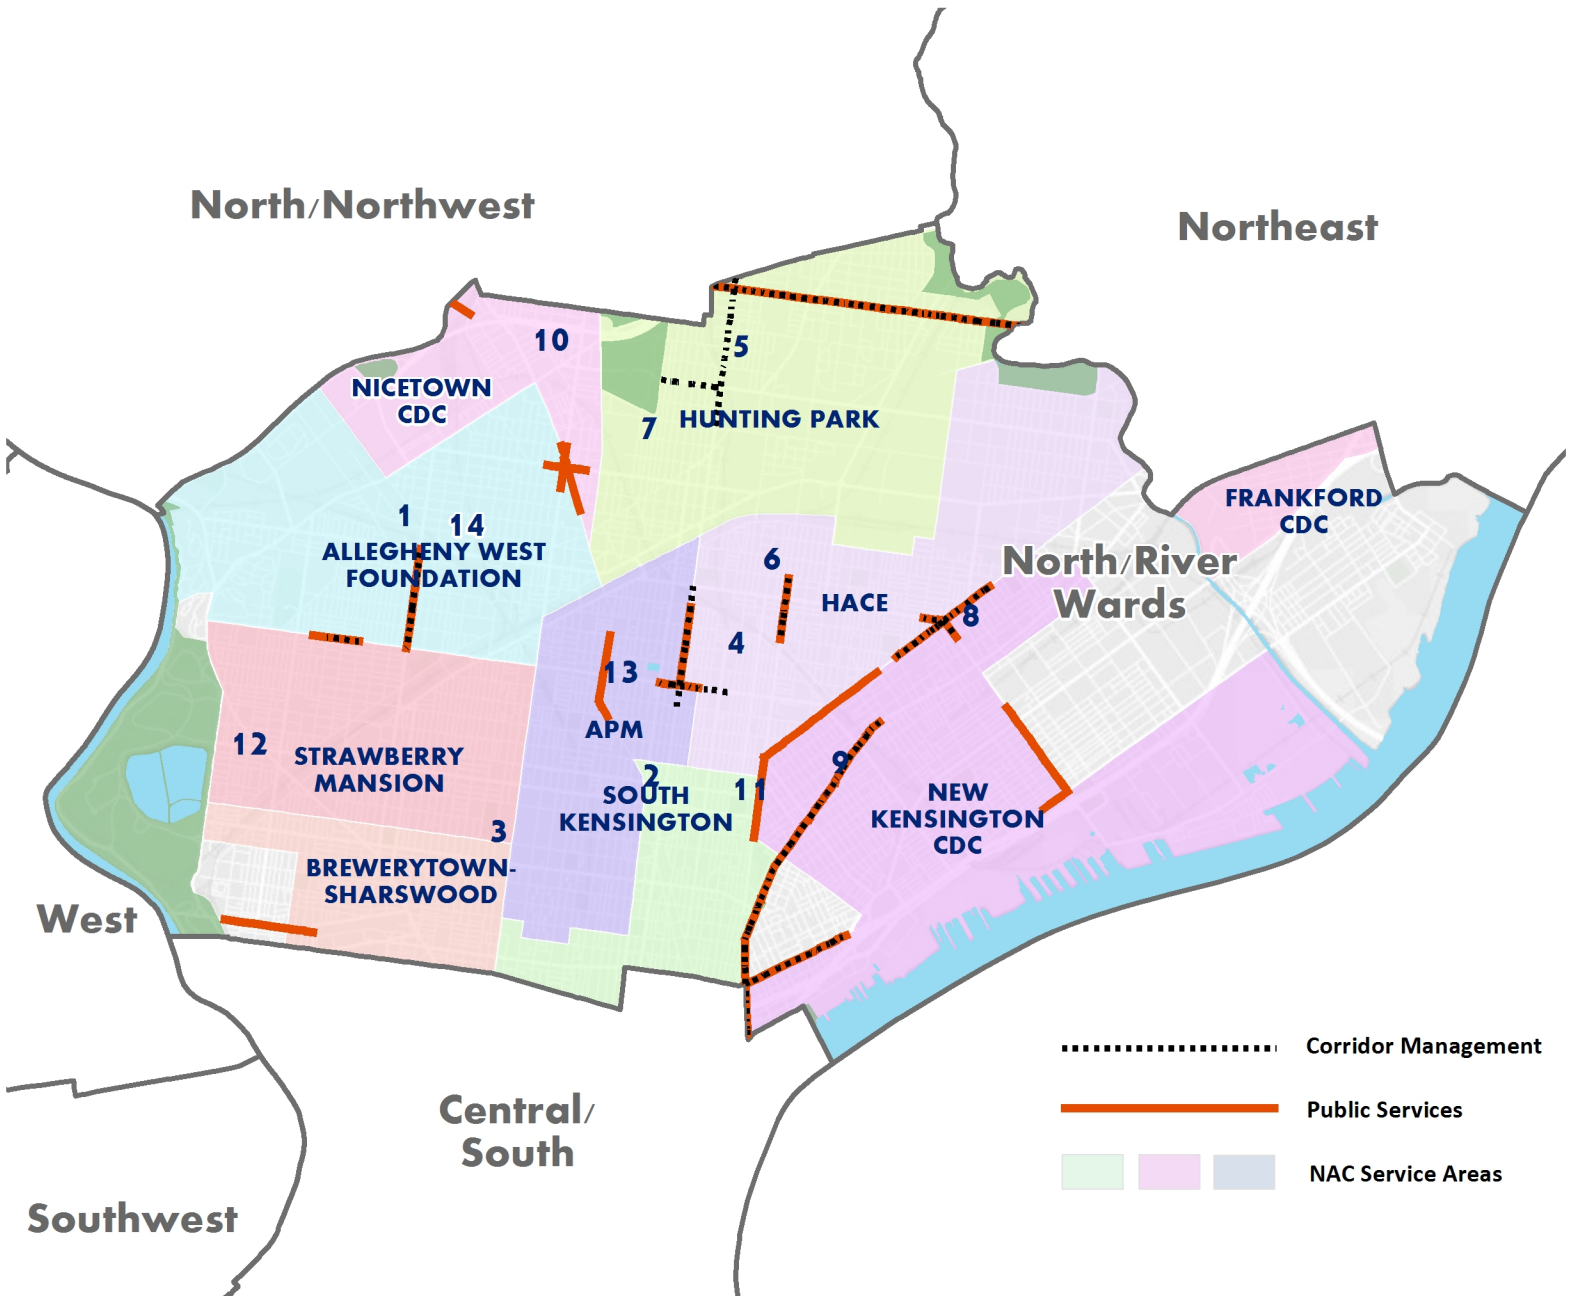 North/Northwest
Northeast
10
5
NICETOWN
CDC
7
HUNTING PARK
FRANKFORD
CDC
1
14
ALLEGHENY WEST
FOUNDATION
6
North/River
Wards
HACE
8
4
13
APM
12
STRAWBERRY
MANSION
2
SOUTH
KENSINGTON
11
9
NEW
KENSINGTON
CDC
3
BREWERYTOWN-
SHARSWOOD
West
Corridor Management
Public Services
NAC Service Areas
Central/
South
Southwest